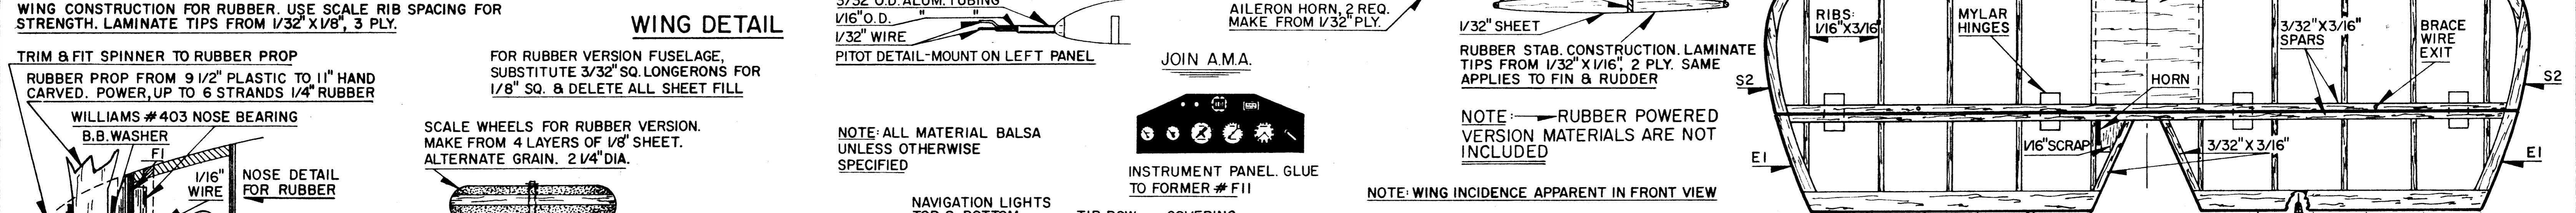 WING CONSTRUCTION FOR RUBBER. USE SCALE RIB SPACING FOR
STRENGTH. LAMINATE TIPS FROM 1/32" X 1/8", 3 PLY.
WING DETAIL
TRIM & FIT SPINNER TO RUBBER PROP
RUBBER PROP FROM 9 1/2" PLASTIC TO 11" HAND
CARVED. POWER, UP TO 6 STRANDS 1/4" RUBBER
WILLIAMS #403 NOSE BEARING
B.B. WASHER
F1
1/16"
WIRE
NOSE DETAIL
FOR RUBBER
FOR RUBBER VERSION FUSELAGE,
SUBSTITUTE 3/32" SQ. LONGERONS FOR
1/8" SQ. & DELETE ALL SHEET FILL
SCALE WHEELS FOR RUBBER VERSION.
MAKE FROM 4 LAYERS OF 1/8" SHEET.
ALTERNATE GRAIN. 2 1/4" DIA.
3/32" O.D. ALUM. TUBING
1/16" O.D. " "
1/32" WIRE
PITOT DETAIL-MOUNT ON LEFT PANEL
NOTE: ALL MATERIAL BALSA
UNLESS OTHERWISE
SPECIFIED
NAVIGATION LIGHTS
AILERON HORN, 2 REQ.
MAKE FROM 1/32" PLY.
JOIN A.M.A.
INSTRUMENT PANEL. GLUE
TO FORMER # F11
1/32" SHEET
RUBBER STAB. CONSTRUCTION. LAMINATE
TIPS FROM 1/32" X 1/16", 2 PLY. SAME
APPLIES TO FIN & RUDDER
NOTE: RUBBER POWERED
VERSION MATERIALS ARE NOT
INCLUDED
NOTE: WING INCIDENCE APPARENT IN FRONT VIEW
RIBS:
1/16" X 3/16"
MYLAR
HINGES
3/32" X 3/16"
SPARS
BRACE
WIRE
EXIT
S2
HORN
S2
1/16" SCRAP
3/32" X 3/16"
E1
E1